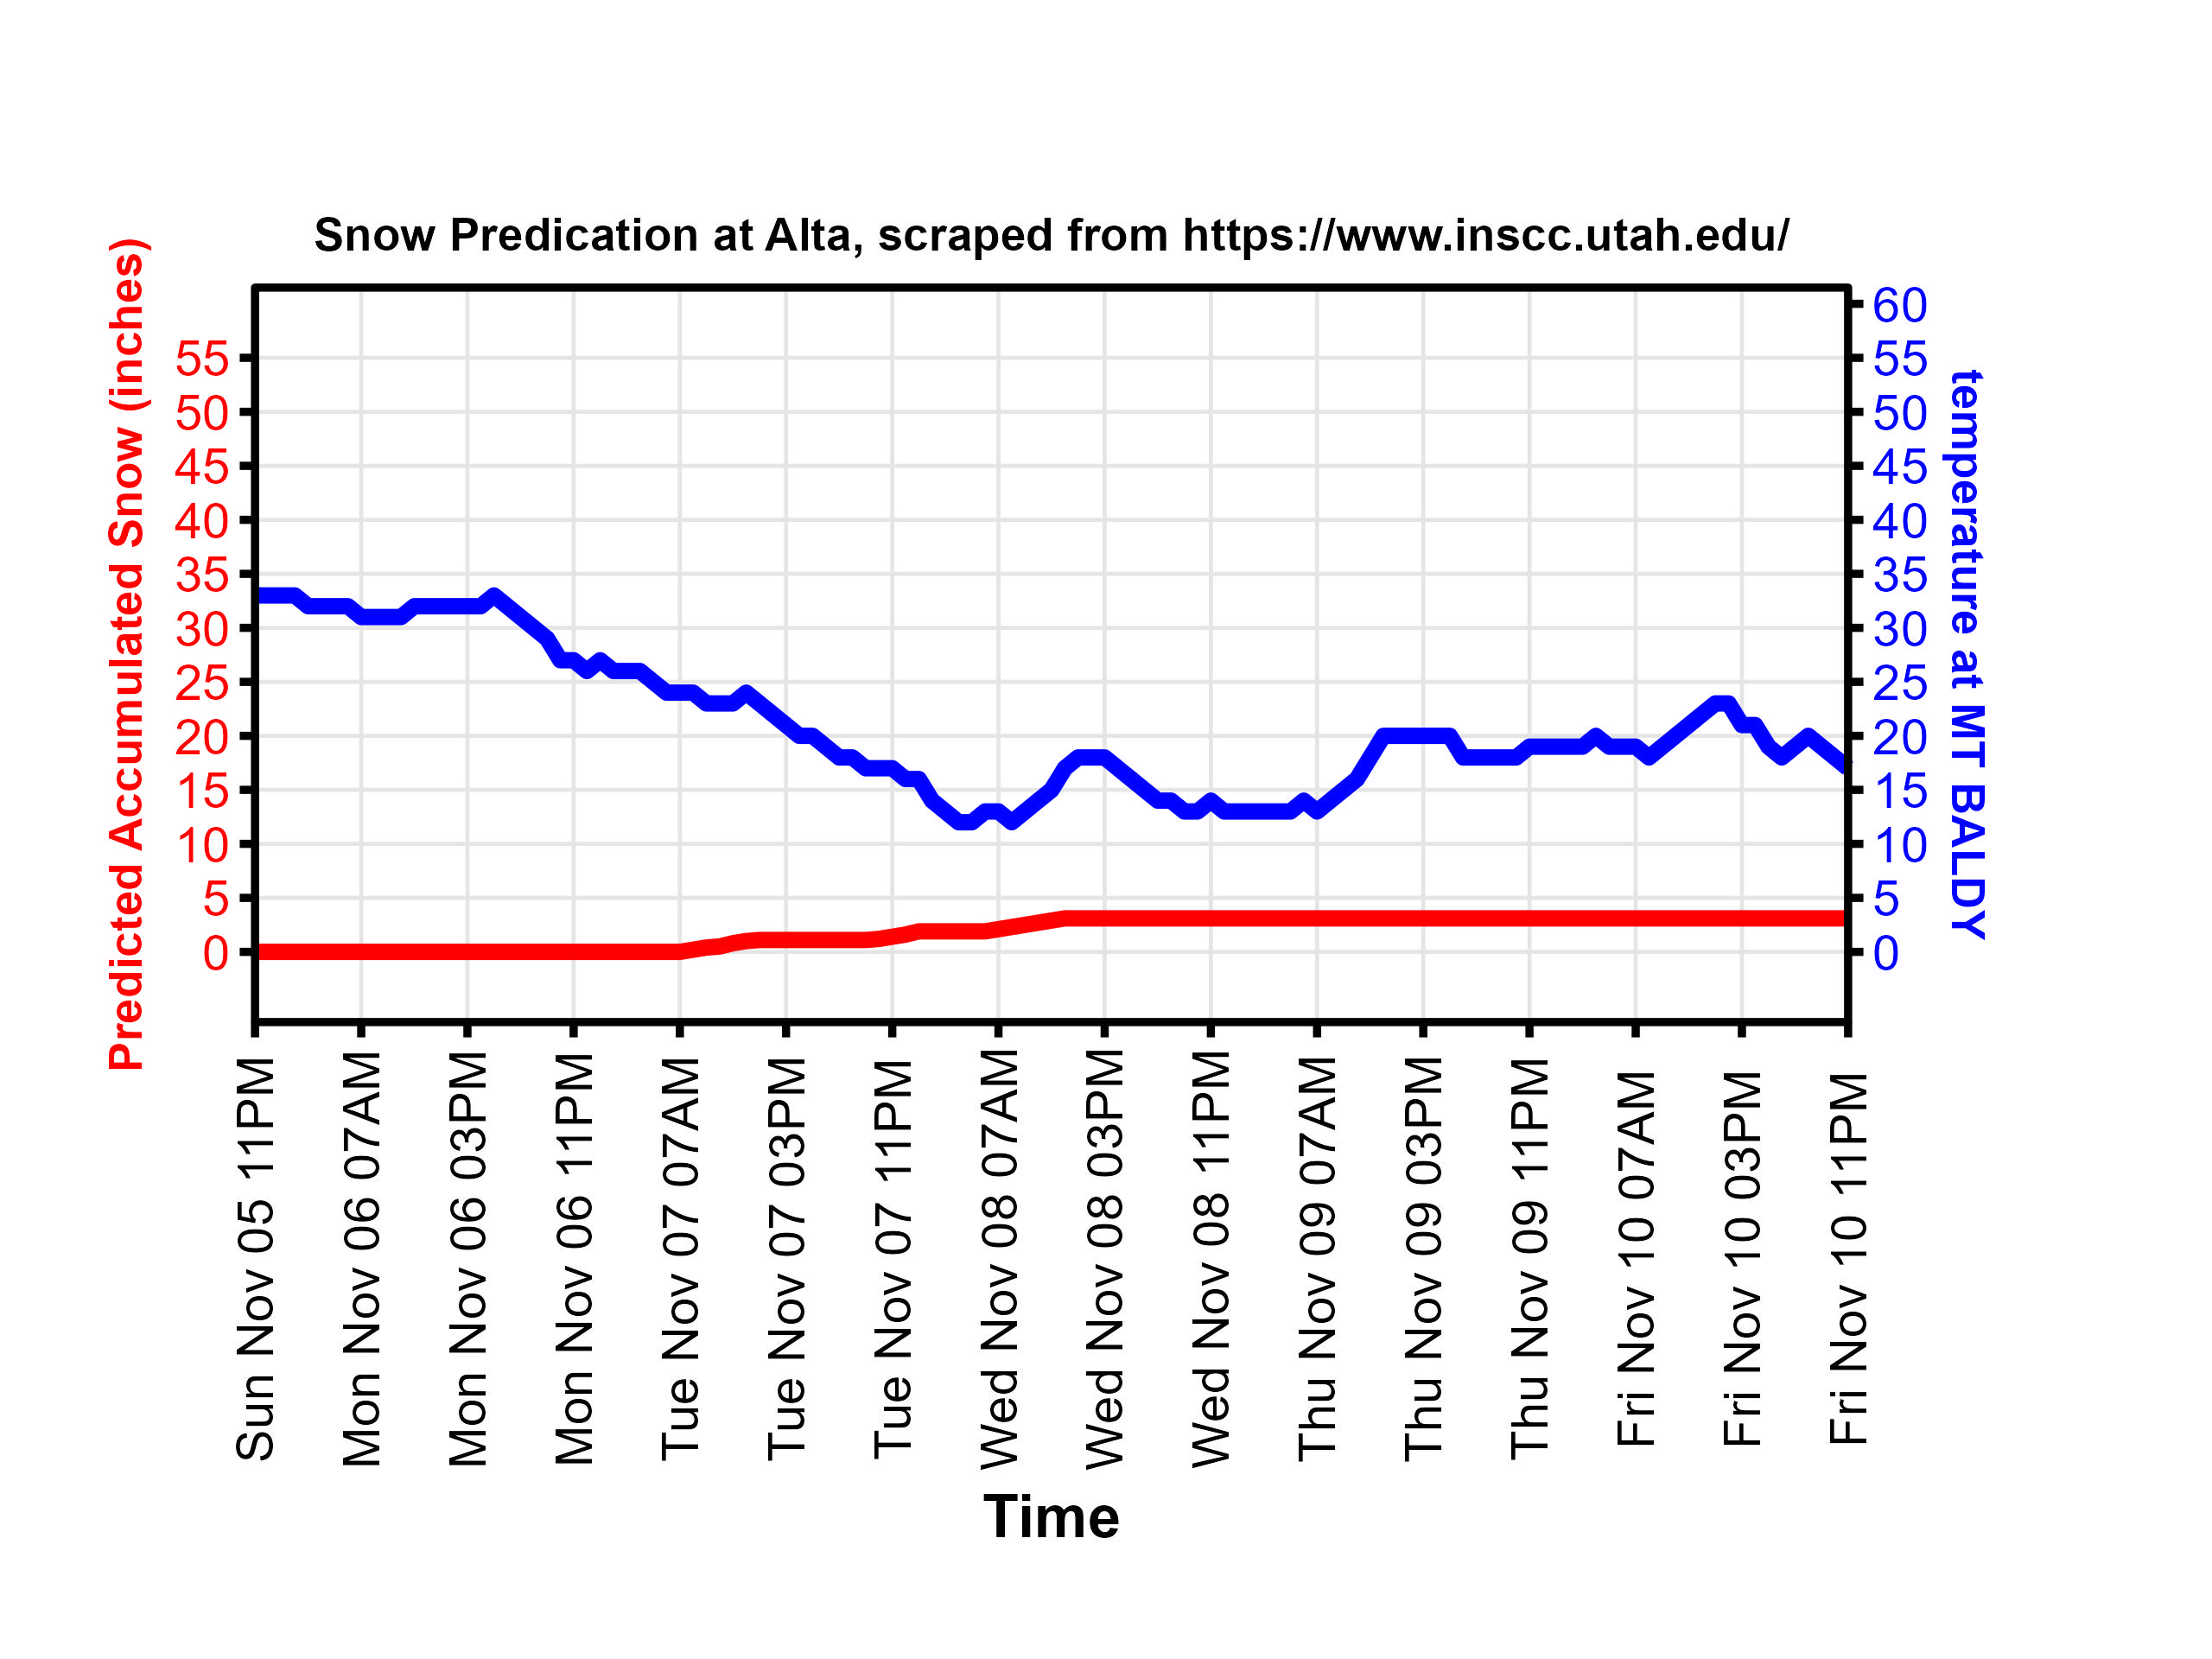 Snow Predication at Alta, scraped from https://www.inscc.utah.edu/
Predicted Accumulated Snow (inches)
55
50
45
40
35
30
25
20
15
10
5
0
60
55
50
45
40
35
30
25
20
15
10
5
0
temperature at MT BALDY
Sun Nov 05 11PM
Mon Nov 06 07AM
Mon Nov 06 03PM
Mon Nov 06 11PM
Tue Nov 07 07AM
Tue Nov 07 03PM
Tue Nov 07 11PM
Wed Nov 08 07AM
Wed Nov 08 03PM
Wed Nov 08 11PM
Thu Nov 09 07AM
Thu Nov 09 03PM
Thu Nov 09 11PM
Fri Nov 10 07AM
Fri Nov 10 03PM
Fri Nov 10 11PM
Time